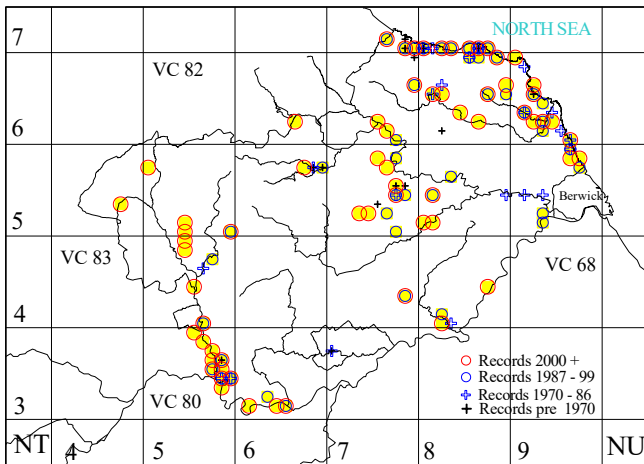 7
NORTH SEA
VC 82
6
Berwick
5
VC 83
VC 68
4
Records 2000 +
Records 1987 - 99
Records 1970 - 86
VC 80
Records pre 1970
3
NT 4 5 6 7 8 9 NU